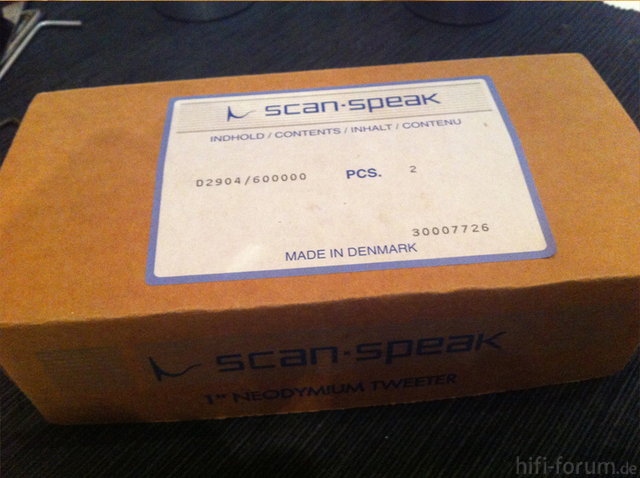 scan-speak
INDHOLD / CONTENTS / INHALT / CONTENU
D2904/600000 PCS. 2
30007726
MADE IN DENMARK
scan-speak
1" NEODYMIUM TWEETER
hifi-forum.de